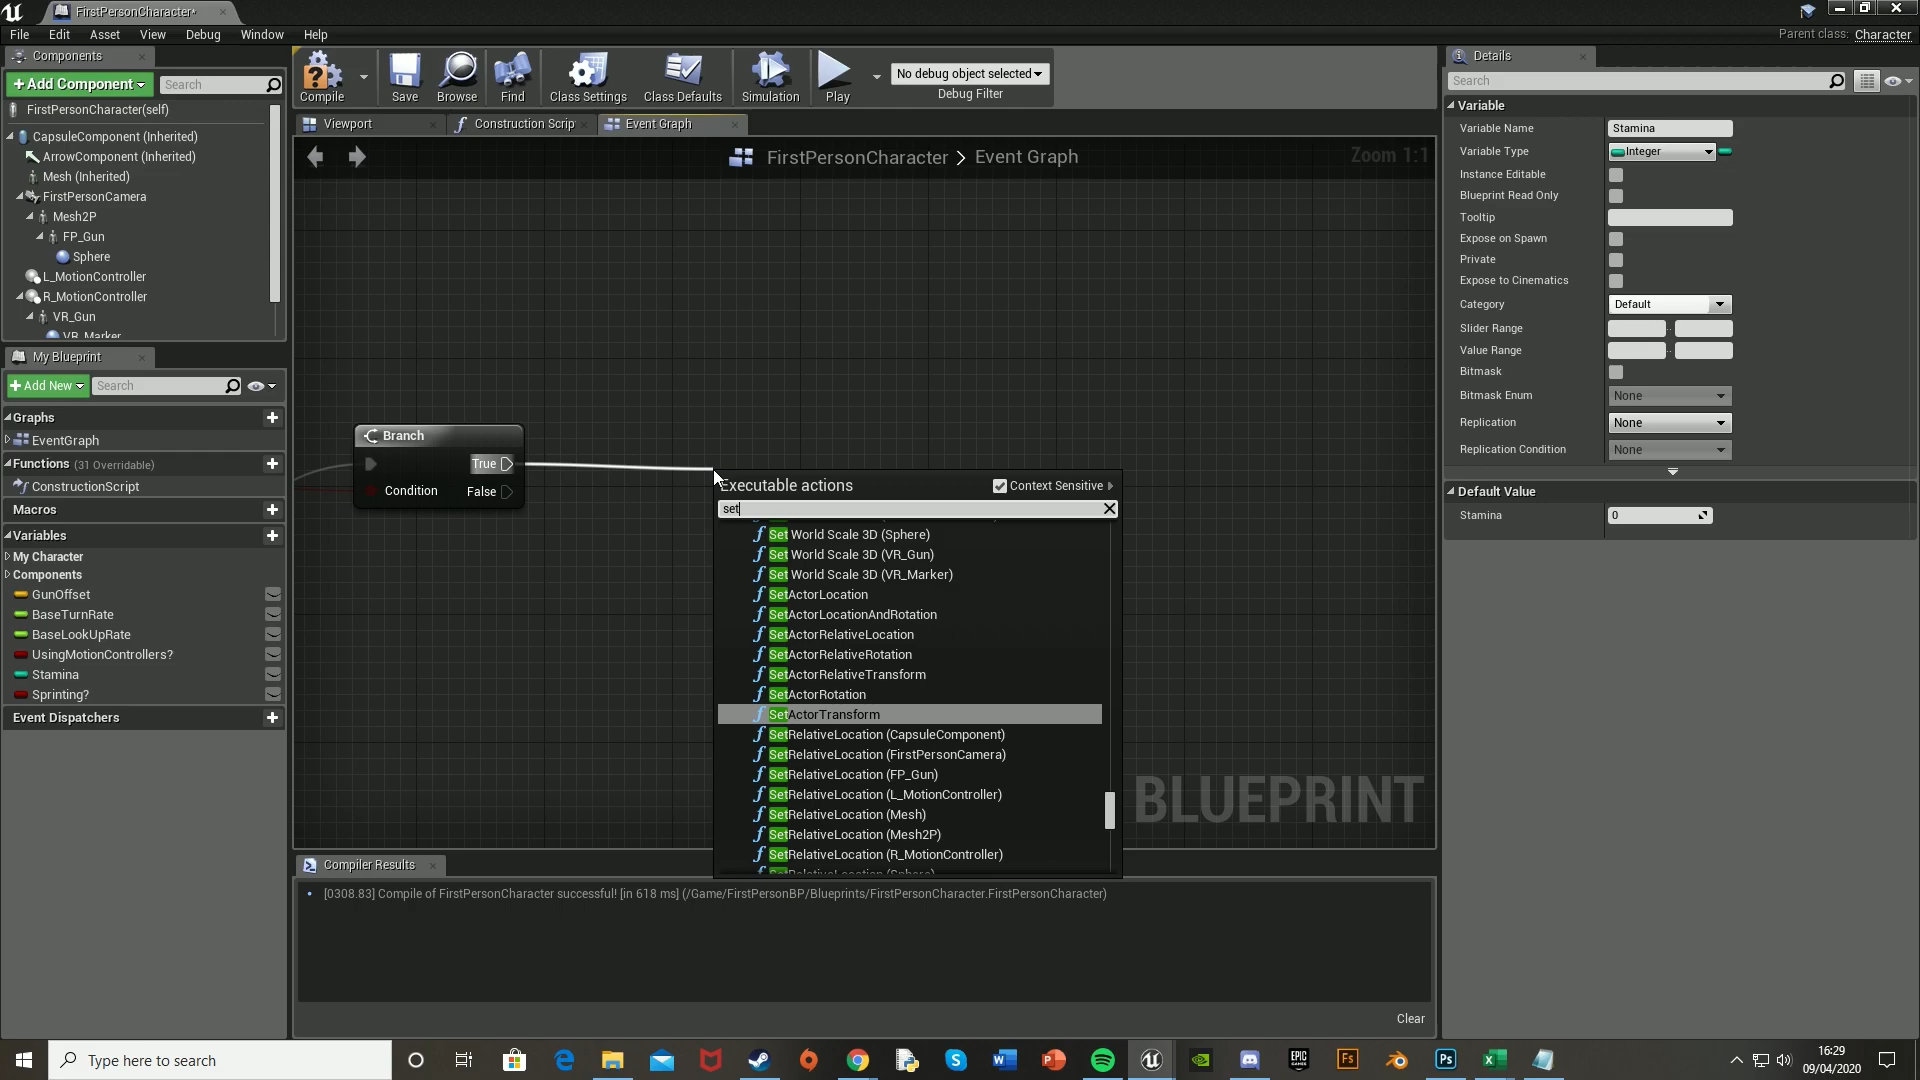 FirstPersonCharacter*
File Edit Asset View Debug Window Help
Parent class: Character
Components
+ Add Component
Search
FirstPersonCharacter(self)
CapsuleComponent (Inherited)
ArrowComponent (Inherited)
Mesh (Inherited)
FirstPersonCamera
Mesh2P
FP_Gun
Sphere
L_MotionController
R_MotionController
VR_Gun
VR_Marker
My Blueprint
+ Add New
Search
Graphs
EventGraph
Functions (31 Overridable)
ConstructionScript
Macros
Variables
My Character
Components
GunOffset
BaseTurnRate
BaseLookUpRate
UsingMotionControllers?
Stamina
Sprinting?
Event Dispatchers
Compile
Save
Browse
Find
Class Settings
Class Defaults
Simulation
Play
No debug object selected
Debug Filter
Viewport
Construction Scrip
Event Graph
FirstPersonCharacter > Event Graph
Zoom 1:1
Branch
True
Condition
False
Executable actions
Context Sensitive
set
Set World Scale 3D (Sphere)
Set World Scale 3D (VR_Gun)
Set World Scale 3D (VR_Marker)
SetActorLocation
SetActorLocationAndRotation
SetActorRelativeLocation
SetActorRelativeRotation
SetActorRelativeTransform
SetActorRotation
SetActorTransform
SetRelativeLocation (CapsuleComponent)
SetRelativeLocation (FirstPersonCamera)
SetRelativeLocation (FP_Gun)
SetRelativeLocation (L_MotionController)
SetRelativeLocation (Mesh)
SetRelativeLocation (Mesh2P)
SetRelativeLocation (R_MotionController)
SetRelativeLocation (Sphere)
BLUEPRINT
Compiler Results
[0308.83] Compile of FirstPersonCharacter successful! [in 618 ms] (/Game/FirstPersonBP/Blueprints/FirstPersonCharacter.FirstPersonCharacter)
Clear
Details
Search
Variable
Variable Name Stamina
Variable Type Integer
Instance Editable
Blueprint Read Only
Tooltip
Expose on Spawn
Private
Expose to Cinematics
Category Default
Slider Range
Value Range
Bitmask
Bitmask Enum None
Replication None
Replication Condition None
Default Value
Stamina 0
Type here to search
16:29
09/04/2020